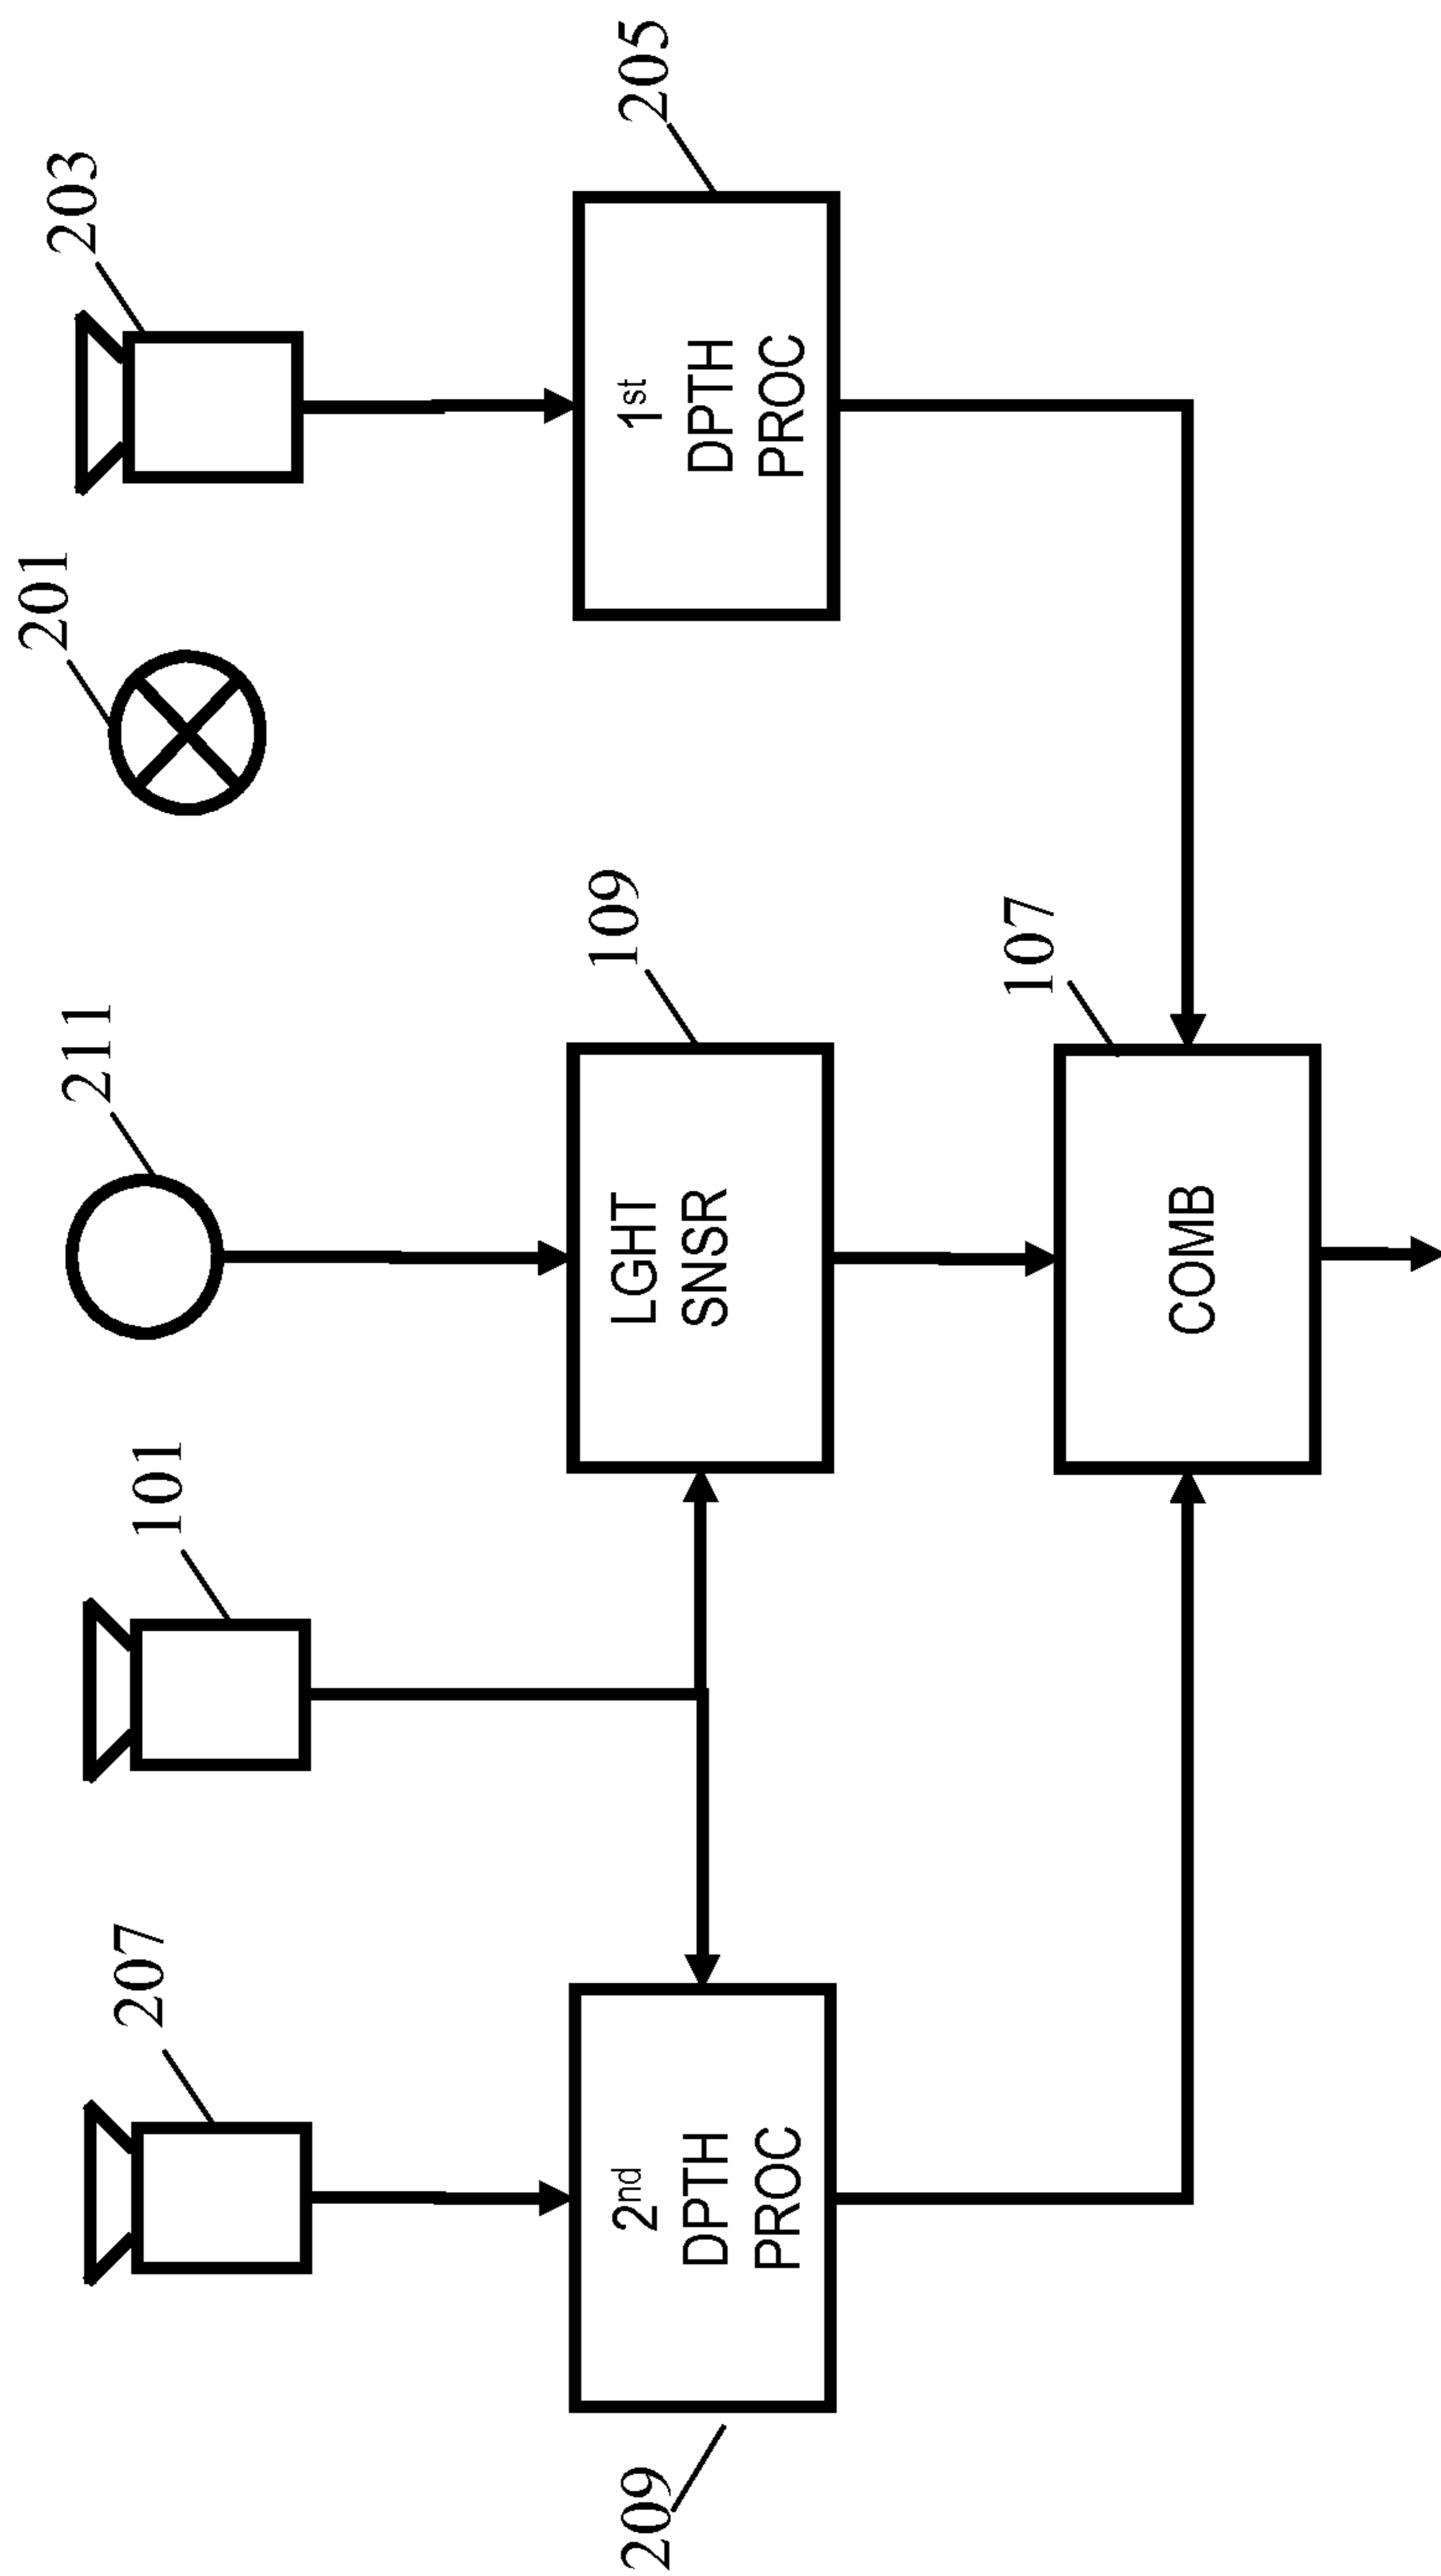 207
101
211
201
203
209
2nd
DPTH
PROC
LGHT
SNSR
109
1st
DPTH
PROC
205
COMB
107